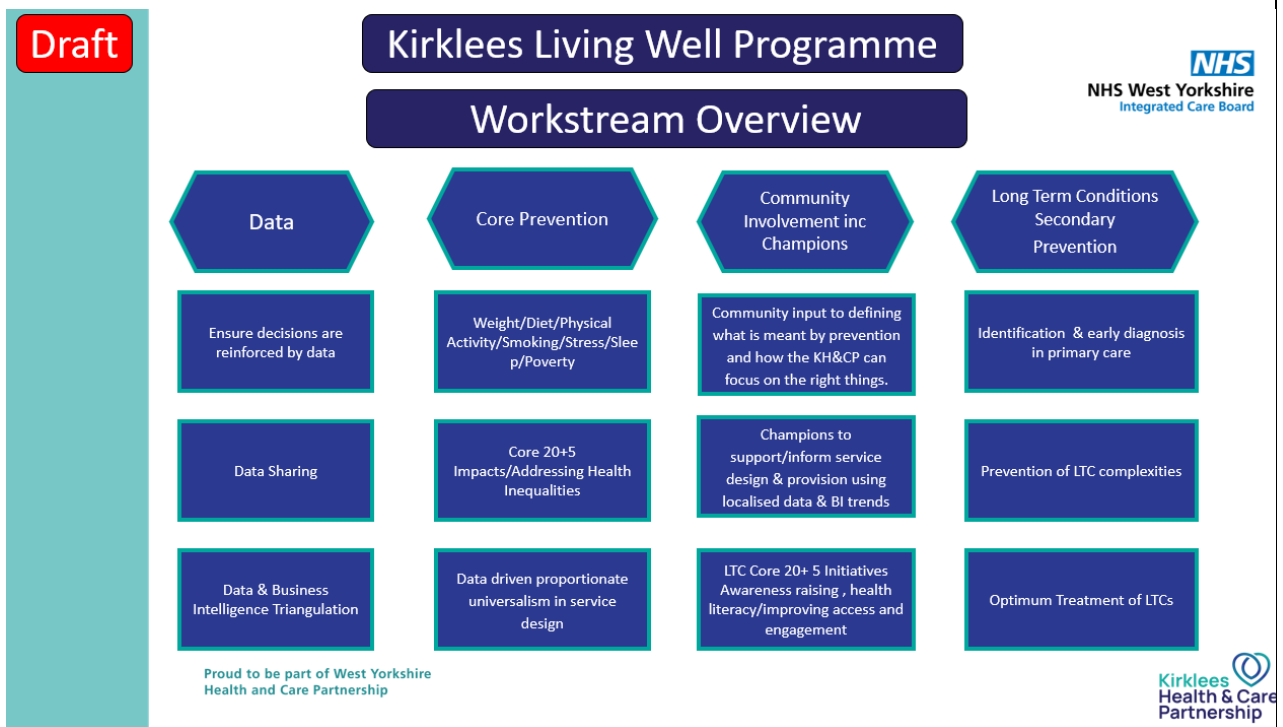 Draft
Kirklees Living Well Programme
NHS
NHS West Yorkshire
Integrated Care Board
Workstream Overview
Data
Core Prevention
Community
Involvement inc
Champions
Long Term Conditions
Secondary
Prevention
Ensure decisions are
reinforced by data
Weight/Diet/Physical
Activity/Smoking/Stress/Slee
p/Poverty
Community input to defining
what is meant by prevention
and how the KH&CP can
focus on the right things.
Identification & early diagnosis
in primary care
Data Sharing
Core 20+5
Impacts/Addressing Health
Inequalities
Champions to
support/inform service
design & provision using
localised data & BI trends
Prevention of LTC complexities
Data & Business
Intelligence Triangulation
Data driven proportionate
universalism in service
design
LTC Core 20+ 5 Initiatives
Awareness raising , health
literacy/improving access and
engagement
Optimum Treatment of LTCs
Proud to be part of West Yorkshire
Health and Care Partnership
Kirklees
Health & Care
Partnership